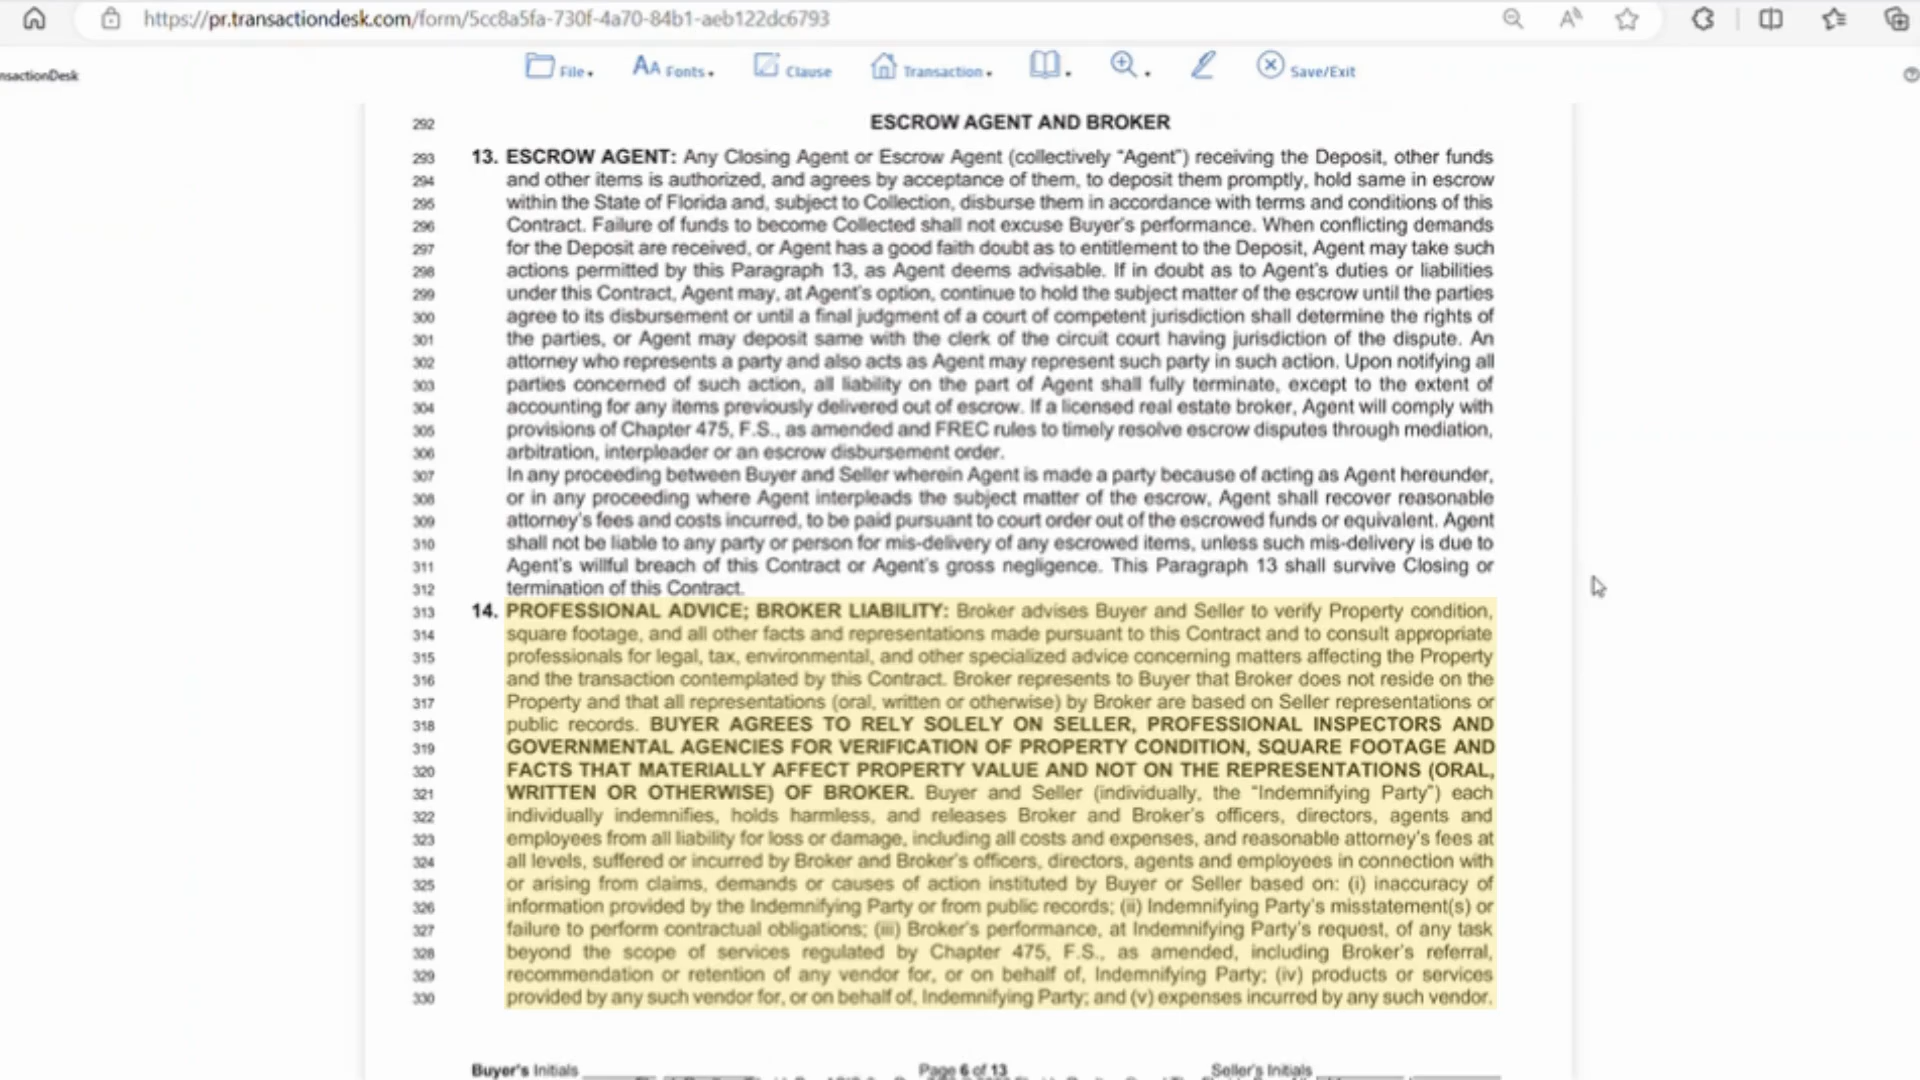 https://pr.transactiondesk.com/form/5cc8a5fa-730f-4a70-84b1-aeb122dc6793
nsactionDesk
File
AA Fonts
Clause
Transaction
Save/Exit
292 ESCROW AGENT AND BROKER
293 13. ESCROW AGENT: Any Closing Agent or Escrow Agent (collectively “Agent”) receiving the Deposit, other funds
294 and other items is authorized, and agrees by acceptance of them, to deposit them promptly, hold same in escrow
295 within the State of Florida and, subject to Collection, disburse them in accordance with terms and conditions of this
296 Contract. Failure of funds to become Collected shall not excuse Buyer’s performance. When conflicting demands
297 for the Deposit are received, or Agent has a good faith doubt as to entitlement to the Deposit, Agent may take such
298 actions permitted by this Paragraph 13, as Agent deems advisable. If in doubt as to Agent’s duties or liabilities
299 under this Contract, Agent may, at Agent’s option, continue to hold the subject matter of the escrow until the parties
300 agree to its disbursement or until a final judgment of a court of competent jurisdiction shall determine the rights of
301 the parties, or Agent may deposit same with the clerk of the circuit court having jurisdiction of the dispute. An
302 attorney who represents a party and also acts as Agent may represent such party in such action. Upon notifying all
303 parties concerned of such action, all liability on the part of Agent shall fully terminate, except to the extent of
304 accounting for any items previously delivered out of escrow. If a licensed real estate broker, Agent will comply with
305 provisions of Chapter 475, F.S., as amended and FREC rules to timely resolve escrow disputes through mediation,
306 arbitration, interpleader or an escrow disbursement order.
307 In any proceeding between Buyer and Seller wherein Agent is made a party because of acting as Agent hereunder,
308 or in any proceeding where Agent interpleads the subject matter of the escrow, Agent shall recover reasonable
309 attorney’s fees and costs incurred, to be paid pursuant to court order out of the escrowed funds or equivalent. Agent
310 shall not be liable to any party or person for mis-delivery of any escrowed items, unless such mis-delivery is due to
311 Agent’s willful breach of this Contract or Agent’s gross negligence. This Paragraph 13 shall survive Closing or
312 termination of this Contract.
313 14. PROFESSIONAL ADVICE; BROKER LIABILITY: Broker advises Buyer and Seller to verify Property condition,
314 square footage, and all other facts and representations made pursuant to this Contract and to consult appropriate
315 professionals for legal, tax, environmental, and other specialized advice concerning matters affecting the Property
316 and the transaction contemplated by this Contract. Broker represents to Buyer that Broker does not reside on the
317 Property and that all representations (oral, written or otherwise) by Broker are based on Seller representations or
318 public records. BUYER AGREES TO RELY SOLELY ON SELLER, PROFESSIONAL INSPECTORS AND
319 GOVERNMENTAL AGENCIES FOR VERIFICATION OF PROPERTY CONDITION, SQUARE FOOTAGE AND
320 FACTS THAT MATERIALLY AFFECT PROPERTY VALUE AND NOT ON THE REPRESENTATIONS (ORAL,
321 WRITTEN OR OTHERWISE) OF BROKER. Buyer and Seller (individually, the “Indemnifying Party”) each
322 individually indemnifies, holds harmless, and releases Broker and Broker’s officers, directors, agents and
323 employees from all liability for loss or damage, including all costs and expenses, and reasonable attorney’s fees at
324 all levels, suffered or incurred by Broker and Broker’s officers, directors, agents and employees in connection with
325 or arising from claims, demands or causes of action instituted by Buyer or Seller based on: (i) inaccuracy of
326 information provided by the Indemnifying Party or from public records; (ii) Indemnifying Party’s misstatement(s) or
327 failure to perform contractual obligations; (iii) Broker’s performance, at Indemnifying Party’s request, of any task
328 beyond the scope of services regulated by Chapter 475, F.S., as amended, including Broker’s referral,
329 recommendation or retention of any vendor for, or on behalf of, Indemnifying Party; (iv) products or services
330 provided by any such vendor for, or on behalf of, Indemnifying Party; and (v) expenses incurred by any such vendor.
Buyer’s Initials Page 6 of 13 Seller’s Initials